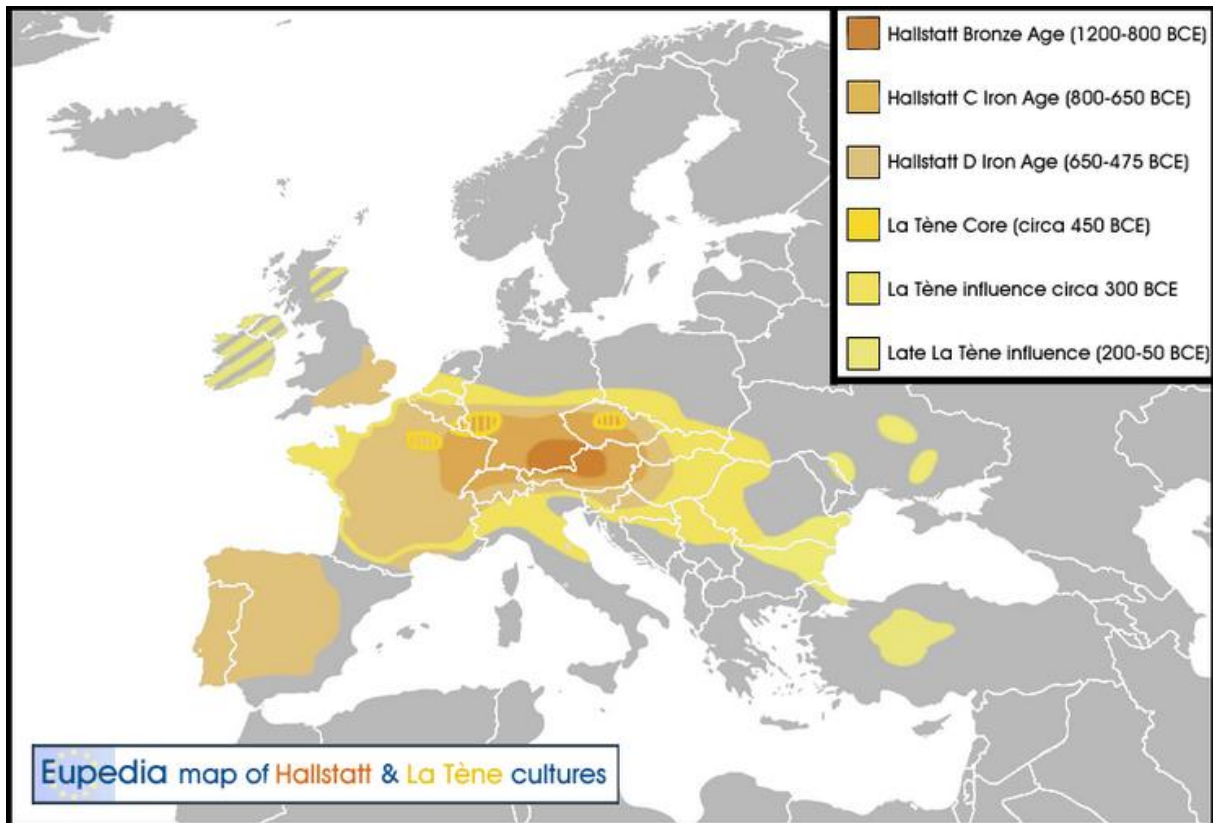 Hallstatt Bronze Age (1200-800 BCE)
Hallstatt C Iron Age (800-650 BCE)
Hallstatt D Iron Age (650-475 BCE)
La Tène Core (circa 450 BCE)
La Tène influence circa 300 BCE
Late La Tène influence (200-50 BCE)
Eupedia map of Hallstatt & La Tène cultures